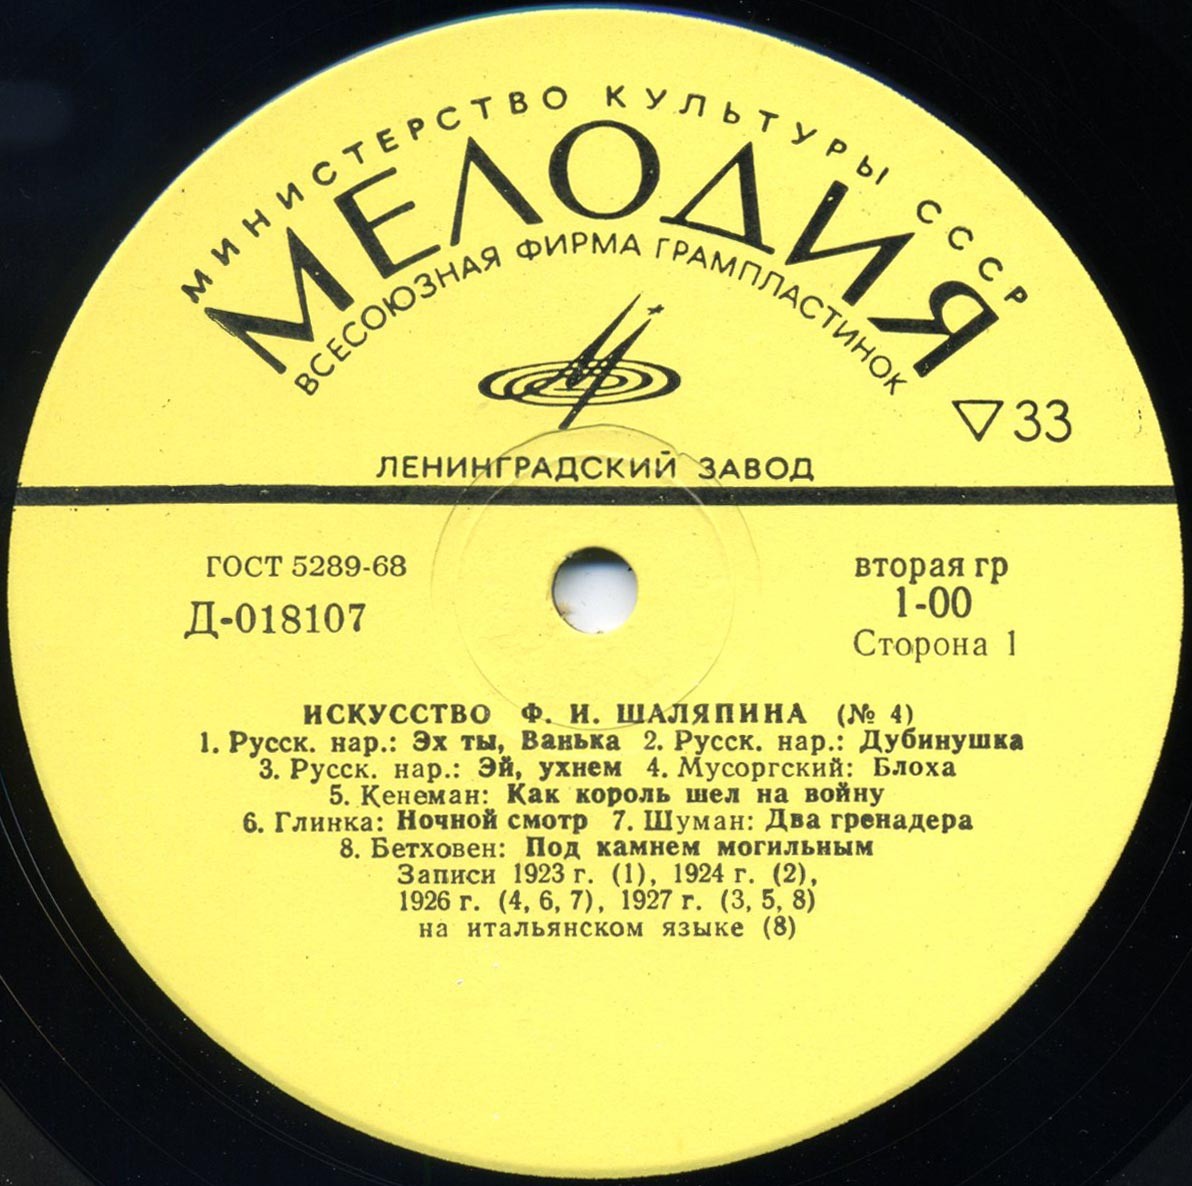 МИНИСТЕРСТВО КУЛЬТУРЫ СССР
МЕЛОДИЯ
ВСЕСОЮЗНАЯ ФИРМА ГРАМПЛАСТИНОК
▽33
ЛЕНИНГРАДСКИЙ ЗАВОД
ГОСТ 5289-68
Д-018107
вторая гр
1-00
Сторона 1
ИСКУССТВО Ф. И. ШАЛЯПИНА (№ 4)
1. Русск. нар.: Эх ты, Ванька 2. Русск. нар.: Дубинушка
3. Русск. нар.: Эй, ухнем 4. Мусоргский: Блоха
5. Кенеман: Как король шел на войну
6. Глинка: Ночной смотр 7. Шуман: Два гренадера
8. Бетховен: Под камнем могильным
Записи 1923 г. (1), 1924 г. (2),
1926 г. (4, 6, 7), 1927 г. (3, 5, 8)
на итальянском языке (8)